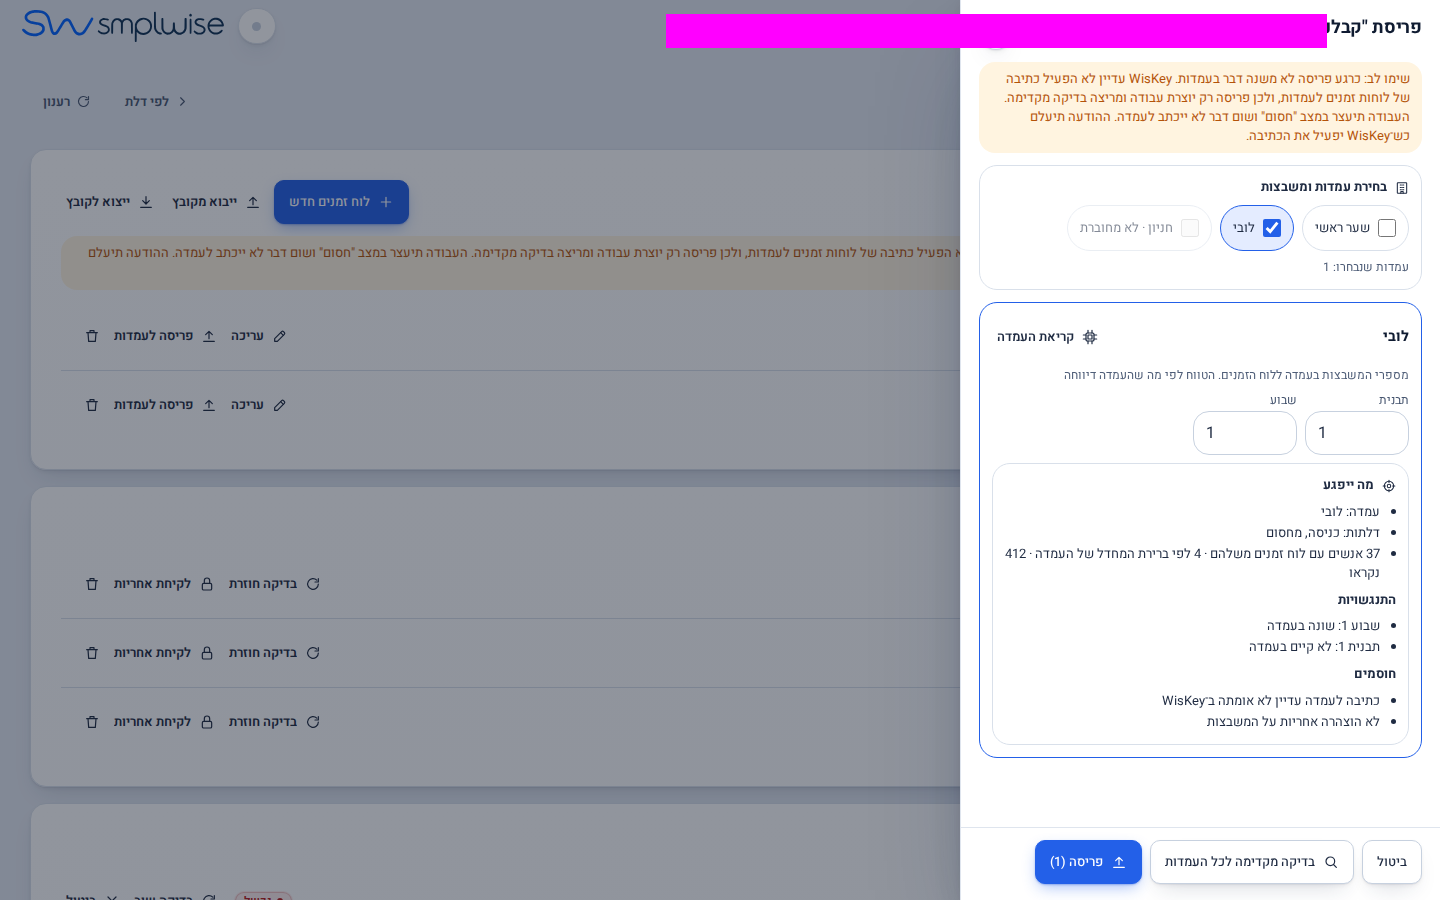 smplwise
רענון
לפי דלת
לוח זמנים חדש
ייבוא מקובץ
ייצוא לקובץ
הפעיל כתיבה של לוחות זמנים לעמדות, ולכן פריסה רק יוצרת עבודה ומריצה בדיקה מקדימה. העבודה תיעצר במצב "חסום" ושום דבר לא ייכתב לעמדה. ההודעה תיעלם
עריכה
פריסה לעמדות
עריכה
פריסה לעמדות
בדיקה חוזרת
לקיחת אחריות
בדיקה חוזרת
לקיחת אחריות
בדיקה חוזרת
לקיחת אחריות
פריסת
שימו לב: כרגע פריסה לא משנה דבר בעמדות. WisKey עדיין לא הפעיל כתיבה
של לוחות זמנים לעמדות, ולכן פריסה רק יוצרת עבודה ומריצה בדיקה מקדימה.
העבודה תיעצר במצב "חסום" ושום דבר לא ייכתב לעמדה. ההודעה תיעלם
כש־WisKey יפעיל את הכתיבה.
בחירת עמדות ומשבצות
שער ראשי
לובי
חניון · לא מחוברת
עמדות שנבחרו: 1
לובי
קריאת העמדה
מספרי המשבצות בעמדה ללוח הזמנים. הטווח לפי מה שהעמדה דיווחה
תבנית
שבוע
1
1
מה ייפגע
עמדה: לובי
דלתות: כניסה, מחסום
37 אנשים עם לוח זמנים משלהם · 4 לפי ברירת המחדל של העמדה · 412
נקראו
התנגשויות
שבוע 1: שונה בעמדה
תבנית 1: לא קיים בעמדה
חוסמים
כתיבה לעמדה עדיין לא אומתה ב־WisKey
לא הוצהרה אחריות על המשבצות
ביטול
בדיקה מקדימה לכל העמדות
פריסה (1)